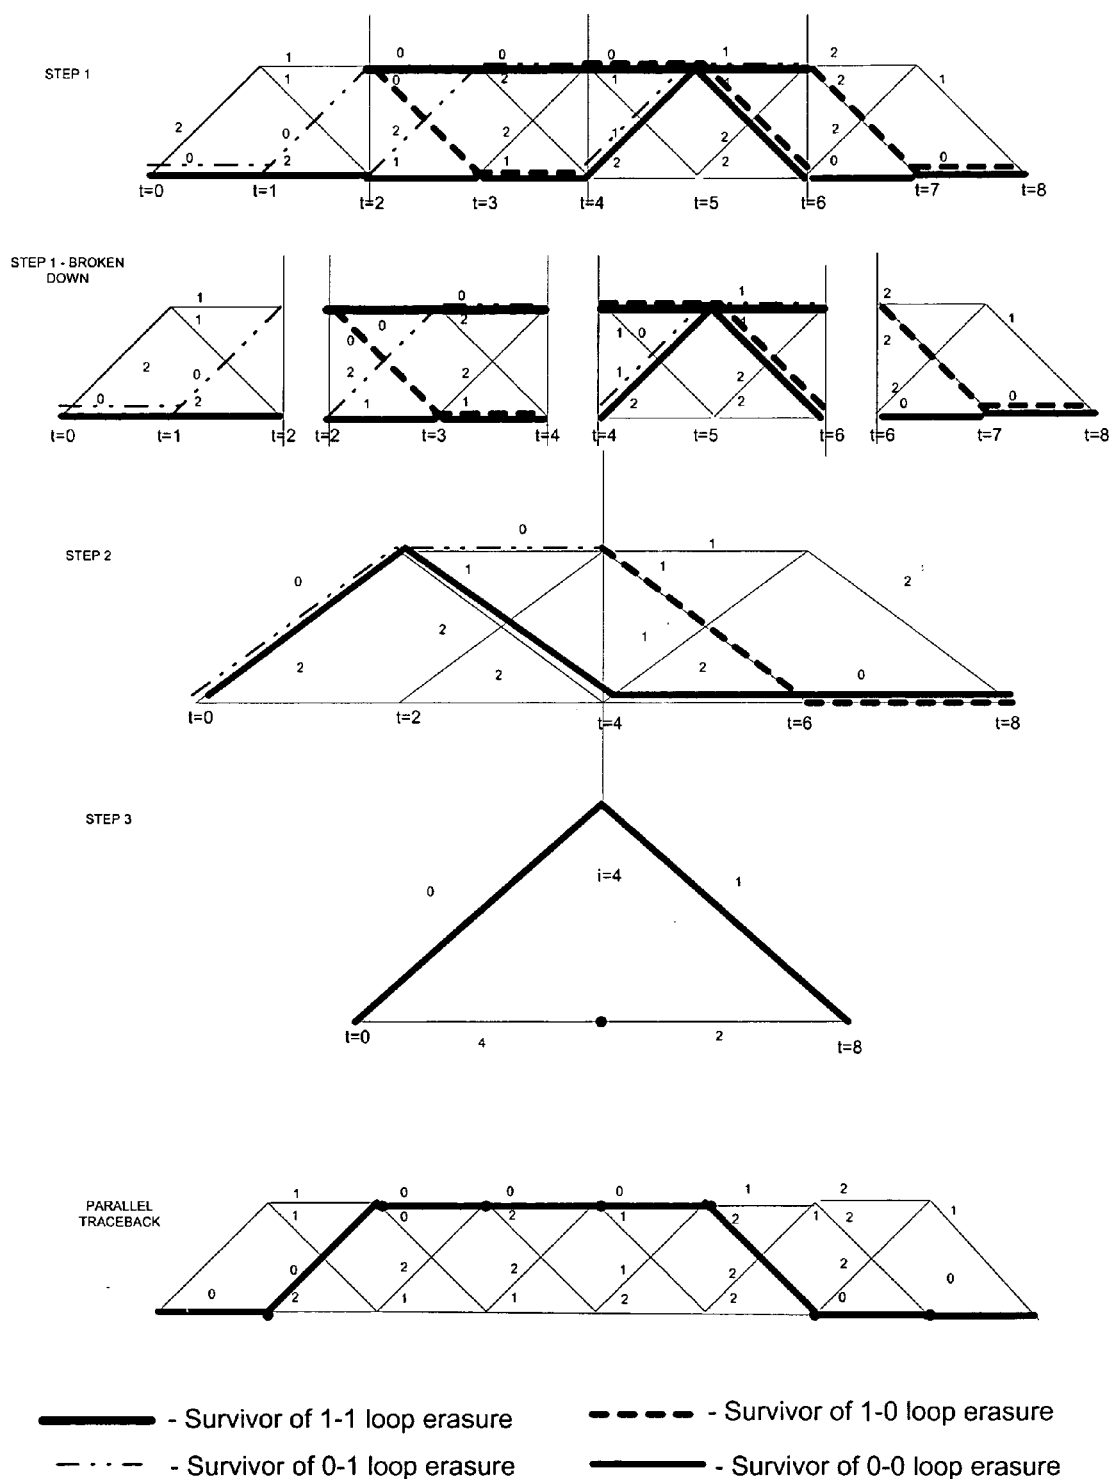 1 0 0 0 1 2
STEP 1
1 0 2 1 1 2 1
2 0 2 2 1 2
0 2 1 1 2 2 0 0
t=0 t=1 t=2 t=3 t=4 t=5 t=6 t=7 t=8
STEP 1 - BROKEN
DOWN
1 0 1 2
1 0 0 2 1 0 1 2 1
2 0 2 2 1 2
0 2 1 1 2 2 2 0 0
t=0 t=1 t=2 t=2 t=3 t=4 t=4 t=5 t=6 t=6 t=7 t=8
STEP 2
0 1
0 1 1 2
2 1
2 2 2 0
t=0 t=2 t=4 t=6 t=8
STEP 3
i=4
0 1
t=0 4 2 t=8
PARALLEL
TRACEBACK
1 0 0 0 1 2
1 0 2 1 2 1 2 1
0 0 2 2 1 2 2 0
2 1 1 2 2 0
- Survivor of 1-1 loop erasure
- Survivor of 1-0 loop erasure
- Survivor of 0-1 loop erasure
- Survivor of 0-0 loop erasure